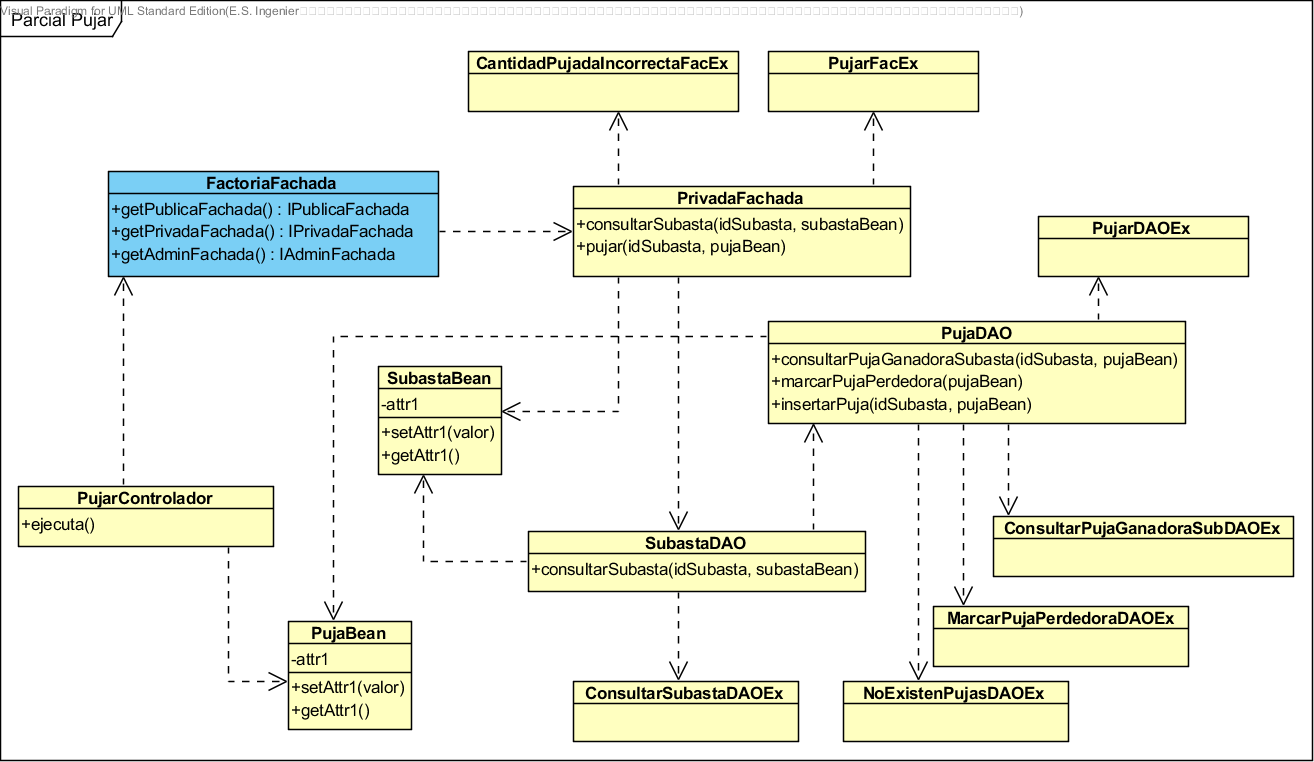 Visual Paradigm for UML Standard Edition(E.S. Ingenier
Parcial Pujar
CantidadPujadaIncorrectaFacEx
PujarFacEx
FactoriaFachada
+getPublicaFachada() : IPublicaFachada
+getPrivadaFachada() : IPrivadaFachada
+getAdminFachada() : IAdminFachada
PrivadaFachada
+consultarSubasta(idSubasta, subastaBean)
+pujar(idSubasta, pujaBean)
PujarDAOEx
PujaDAO
+consultarPujaGanadoraSubasta(idSubasta, pujaBean)
+marcarPujaPerdedora(pujaBean)
+insertarPuja(idSubasta, pujaBean)
SubastaBean
-attr1
+setAttr1(valor)
+getAttr1()
PujarControlador
+ejecuta()
SubastaDAO
+consultarSubasta(idSubasta, subastaBean)
ConsultarPujaGanadoraSubDAOEx
MarcarPujaPerdedoraDAOEx
PujaBean
-attr1
+setAttr1(valor)
+getAttr1()
ConsultarSubastaDAOEx
NoExistenPujasDAOEx